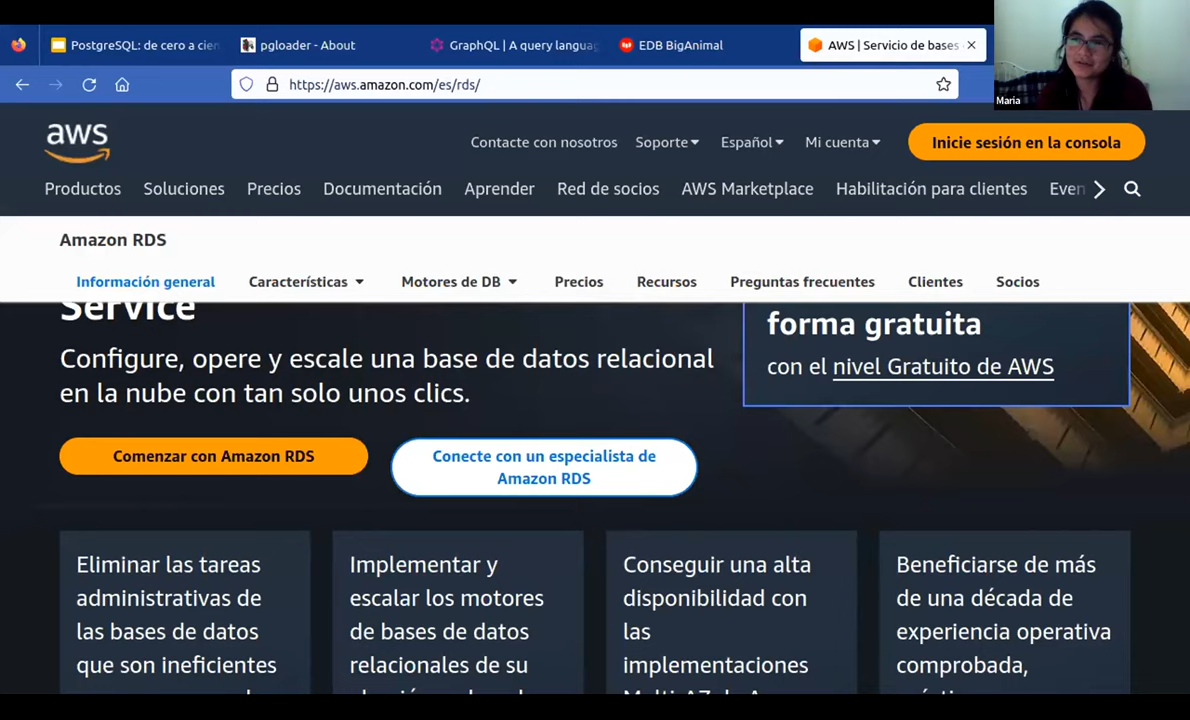 PostgreSQL: de cero a cien
pgloader - About
GraphQL | A query languag
EDB BigAnimal
AWS | Servicio de bases
https://aws.amazon.com/es/rds/
Maria
aws
Contacte con nosotros
Soporte
Español
Mi cuenta
Inicie sesión en la consola
Productos
Soluciones
Precios
Documentación
Aprender
Red de socios
AWS Marketplace
Habilitación para clientes
Even
Amazon RDS
Información general
Características
Motores de DB
Precios
Recursos
Preguntas frecuentes
Clientes
Socios
Service
Configure, opere y escale una base de datos relacional
en la nube con tan solo unos clics.
forma gratuita
con el nivel Gratuito de AWS
Comenzar con Amazon RDS
Conecte con un especialista de
Amazon RDS
Eliminar las tareas
administrativas de
las bases de datos
que son ineficientes
Implementar y
escalar los motores
de bases de datos
relacionales de su
Conseguir una alta
disponibilidad con
las
implementaciones
Beneficiarse de más
de una década de
experiencia operativa
comprobada,